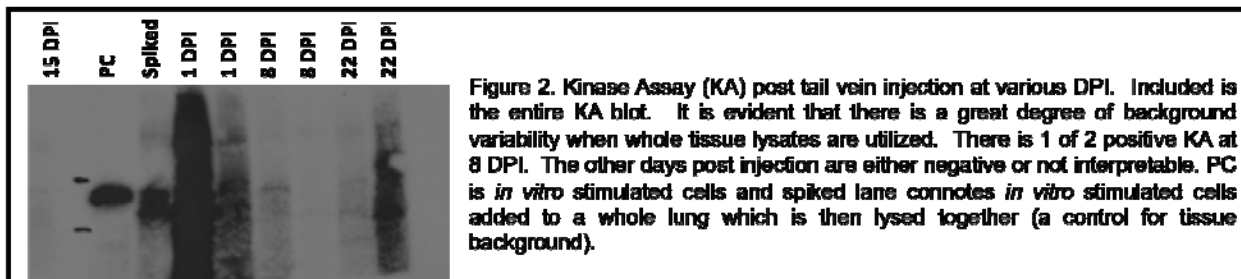 15 DPI
PC
Spiked
1 DPI
1 DPI
8 DPI
8 DPI
22 DPI
22 DPI
Figure 2. Kinase Assay (KA) post tail vein injection at various DPI. Included is
the entire KA blot. It is evident that there is a great degree of background
variability when whole tissue lysates are utilized. There is 1 of 2 positive KA at
8 DPI. The other days post injection are either negative or not interpretable. PC
is in vitro stimulated cells and spiked lane connotes in vitro stimulated cells
added to a whole lung which is then lysed together (a control for tissue
background).